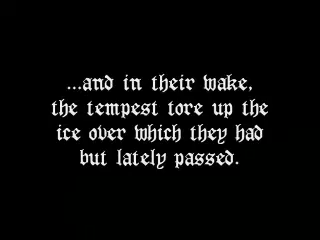 ...and in their wake,
the tempest tore up the
ice over which they had
but lately passed.